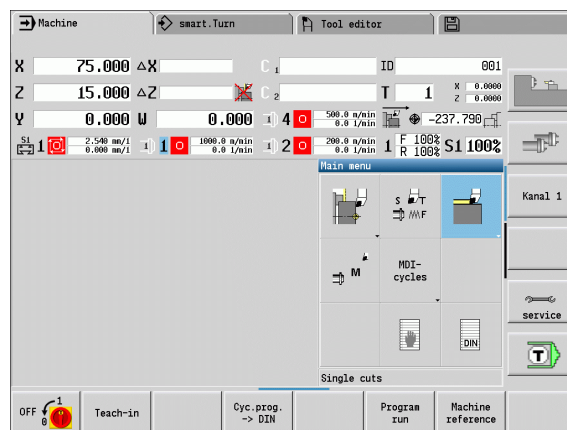 Machine smart.Turn Tool editor
X 75.000 ΔX C 1 ID 001
Z 15.000 ΔZ C 2 T 1 X 0.0000 Z 0.0000
Y 0.000 W 0.000 4 500.0 m/min 0.0 1/min -237.790
S1 1 2.540 mm/1 0.000 mm/1 1 1000.0 m/min 0.0 1/min 2 200.0 m/min 0.0 1/min 1 F 100% R 100% S1 100%
Main menu
S T
M F
Kanal 1
M
MDI-
cycles
service
DIN
T
Single cuts
OFF 1 0
Teach-in
Cyc.prog.
-> DIN
Program
run
Machine
reference